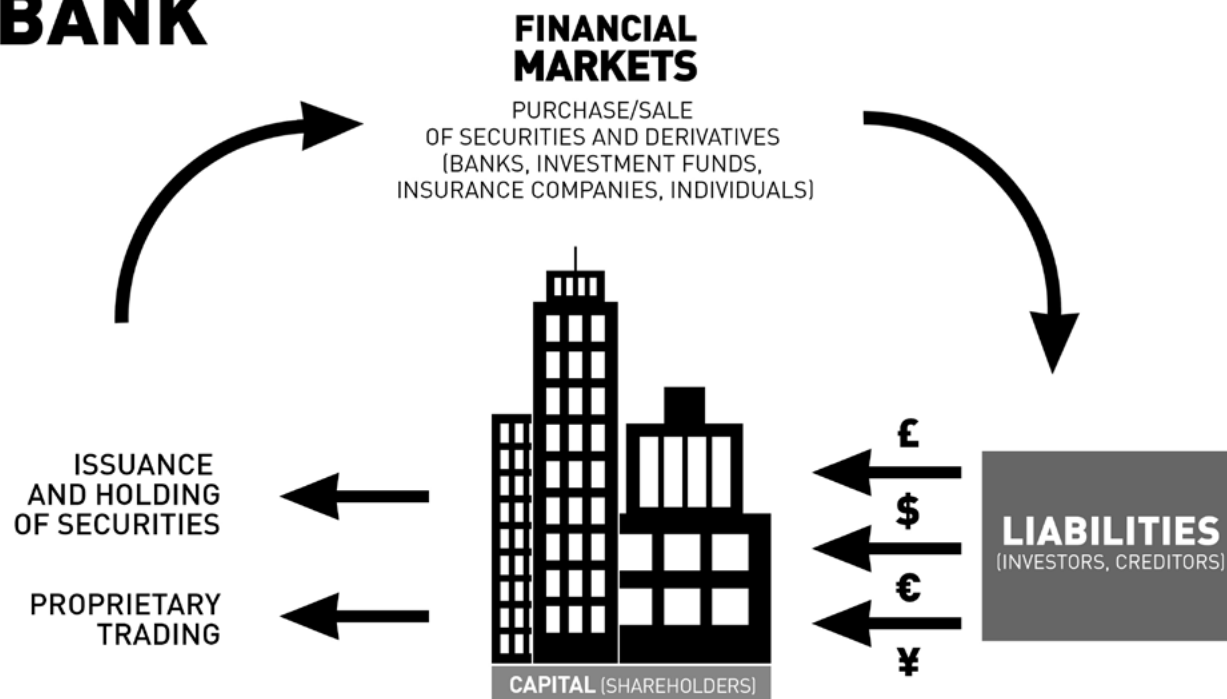 BANK
FINANCIAL
MARKETS
PURCHASE/SALE
OF SECURITIES AND DERIVATIVES
(BANKS, INVESTMENT FUNDS,
INSURANCE COMPANIES, INDIVIDUALS)
ISSUANCE
AND HOLDING
OF SECURITIES
PROPRIETARY
TRADING
£
$
€
¥
LIABILITIES
(INVESTORS, CREDITORS)
CAPITAL (SHAREHOLDERS)